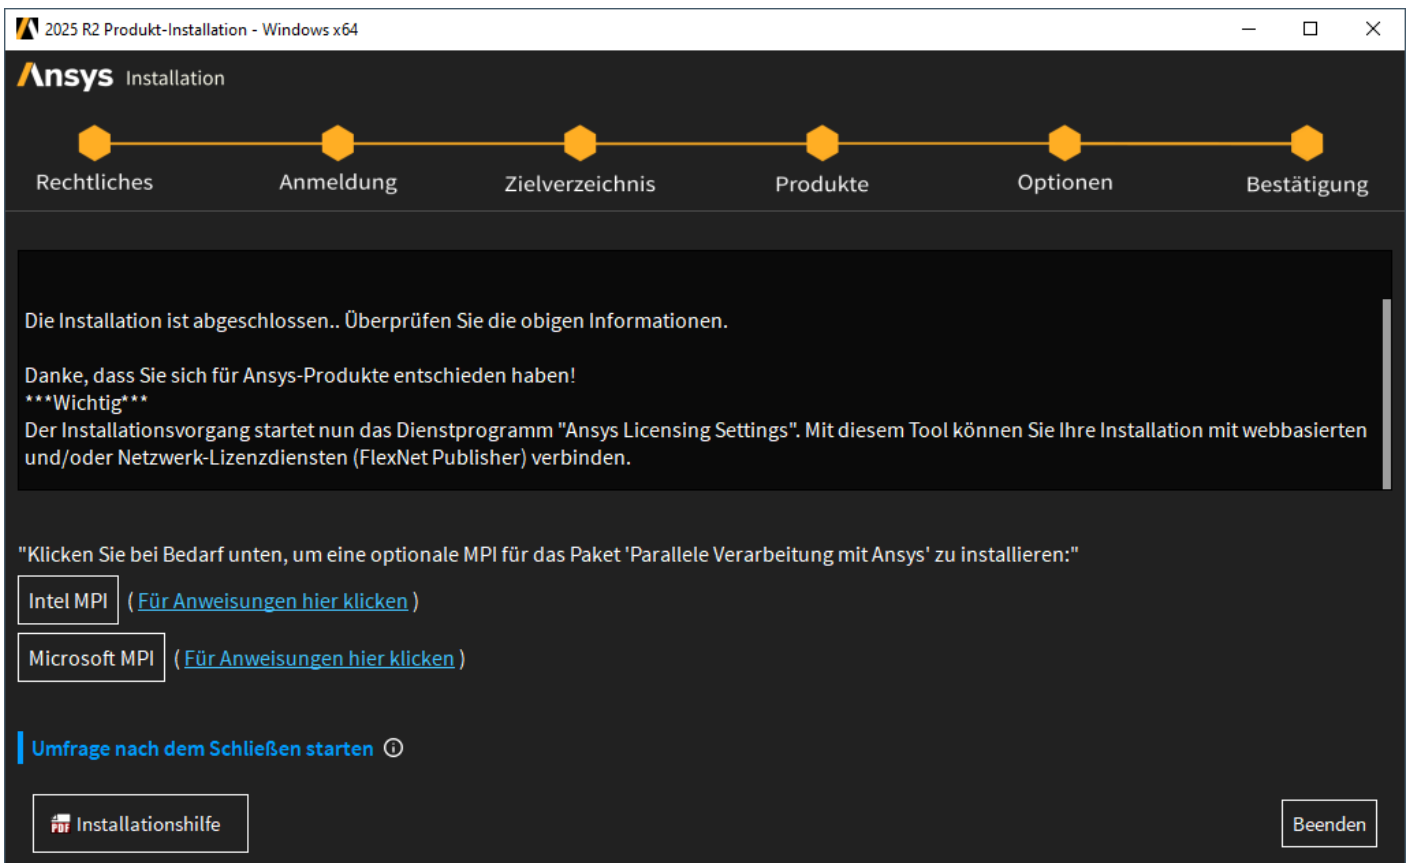 2025 R2 Produkt-Installation - Windows x64
Ansys Installation
Rechtliches Anmeldung Zielverzeichnis Produkte Optionen Bestätigung
Die Installation ist abgeschlossen.. Überprüfen Sie die obigen Informationen.
Danke, dass Sie sich für Ansys-Produkte entschieden haben!
***Wichtig***
Der Installationsvorgang startet nun das Dienstprogramm "Ansys Licensing Settings". Mit diesem Tool können Sie Ihre Installation mit webbasierten
und/oder Netzwerk-Lizenzdiensten (FlexNet Publisher) verbinden.
"Klicken Sie bei Bedarf unten, um eine optionale MPI für das Paket 'Parallele Verarbeitung mit Ansys' zu installieren:"
Intel MPI (Für Anweisungen hier klicken)
Microsoft MPI (Für Anweisungen hier klicken)
Umfrage nach dem Schließen starten
PDF Installationshilfe
Beenden